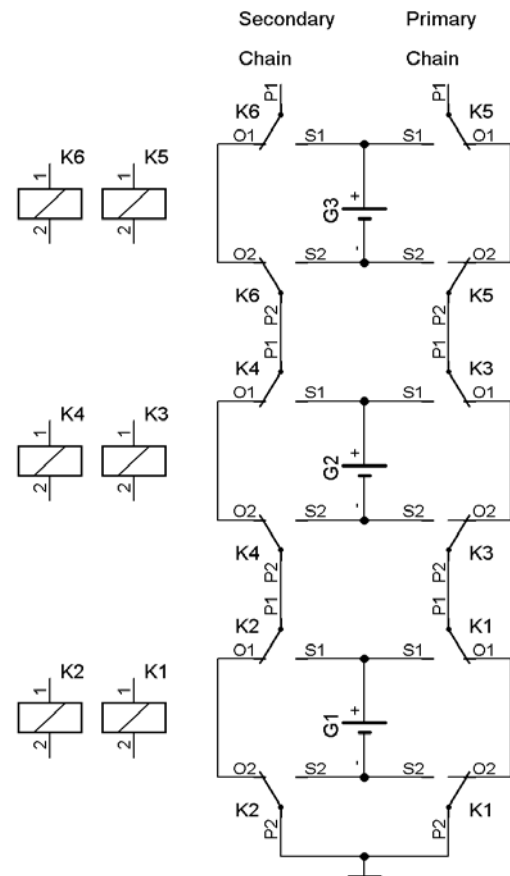 Secondary Primary
Chain Chain
P1 P1
K6 K5
O1 S1 S1 O1
K6 K5
1 1
2 2
+
G3
-
O2 S2 S2 O2
K6 K5
P2 P2
P1 P1
K4 K3
O1 S1 S1 O1
K4 K3
1 1
2 2
+
G2
-
O2 S2 S2 O2
K4 K3
P2 P2
P1 P1
K2 K1
O1 S1 S1 O1
K2 K1
1 1
2 2
+
G1
-
O2 S2 S2 O2
K2 K1
P2 P2